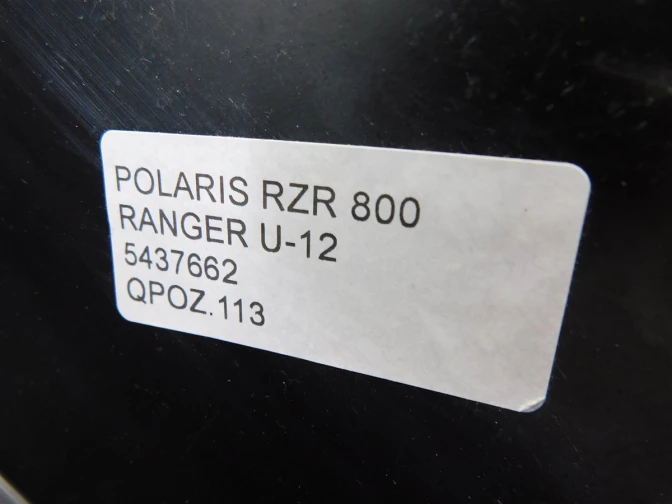 POLARIS RZR 800
RANGER U-12
5437662
QPOZ.113